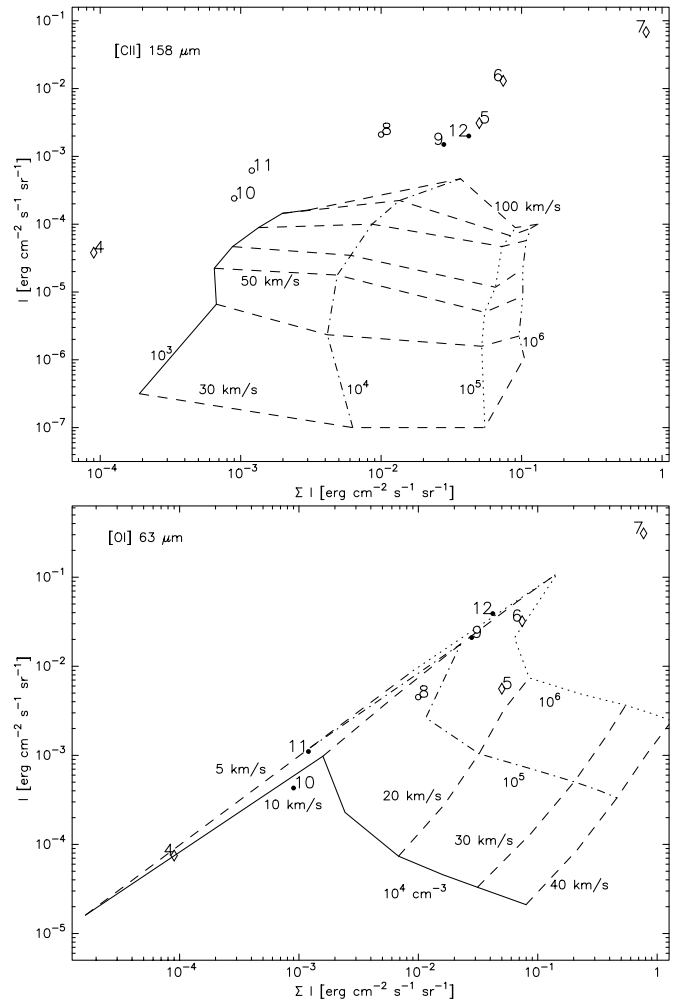 [CII] 158 μm
I [erg cm⁻² s⁻¹ sr⁻¹]
10⁻¹
10⁻²
10⁻³
10⁻⁴
10⁻⁵
10⁻⁶
10⁻⁷
7
6
5
8
9
12
11
10
4
100 km/s
50 km/s
30 km/s
10³
10⁴
10⁵
10⁶
10⁻⁴ 10⁻³ 10⁻² 10⁻¹ 1
Σ I [erg cm⁻² s⁻¹ sr⁻¹]
[OI] 63 μm
I [erg cm⁻² s⁻¹ sr⁻¹]
10⁻¹
10⁻²
10⁻³
10⁻⁴
10⁻⁵
7
12
6
9
5
8
11
10
4
10⁶
5 km/s
10⁵
10 km/s
20 km/s
30 km/s
40 km/s
10⁴ cm⁻³
10⁻⁴ 10⁻³ 10⁻² 10⁻¹ 1
Σ I [erg cm⁻² s⁻¹ sr⁻¹]